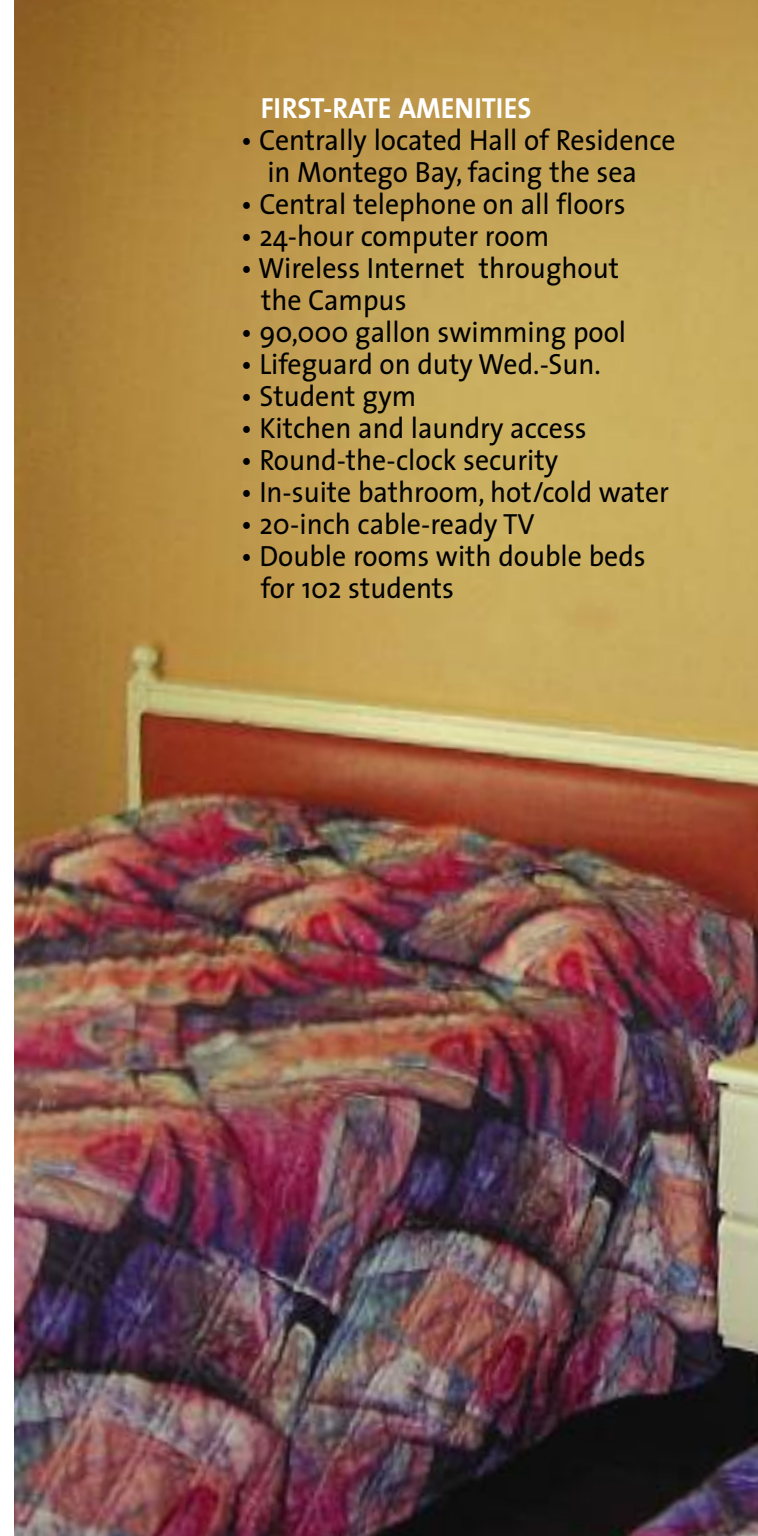 FIRST-RATE AMENITIES
• Centrally located Hall of Residence
in Montego Bay, facing the sea
• Central telephone on all floors
• 24-hour computer room
• Wireless Internet  throughout
the Campus
• 90,000 gallon swimming pool
• Lifeguard on duty Wed.-Sun.
• Student gym
• Kitchen and laundry access
• Round-the-clock security
• In-suite bathroom, hot/cold water
• 20-inch cable-ready TV
• Double rooms with double beds
for 102 students